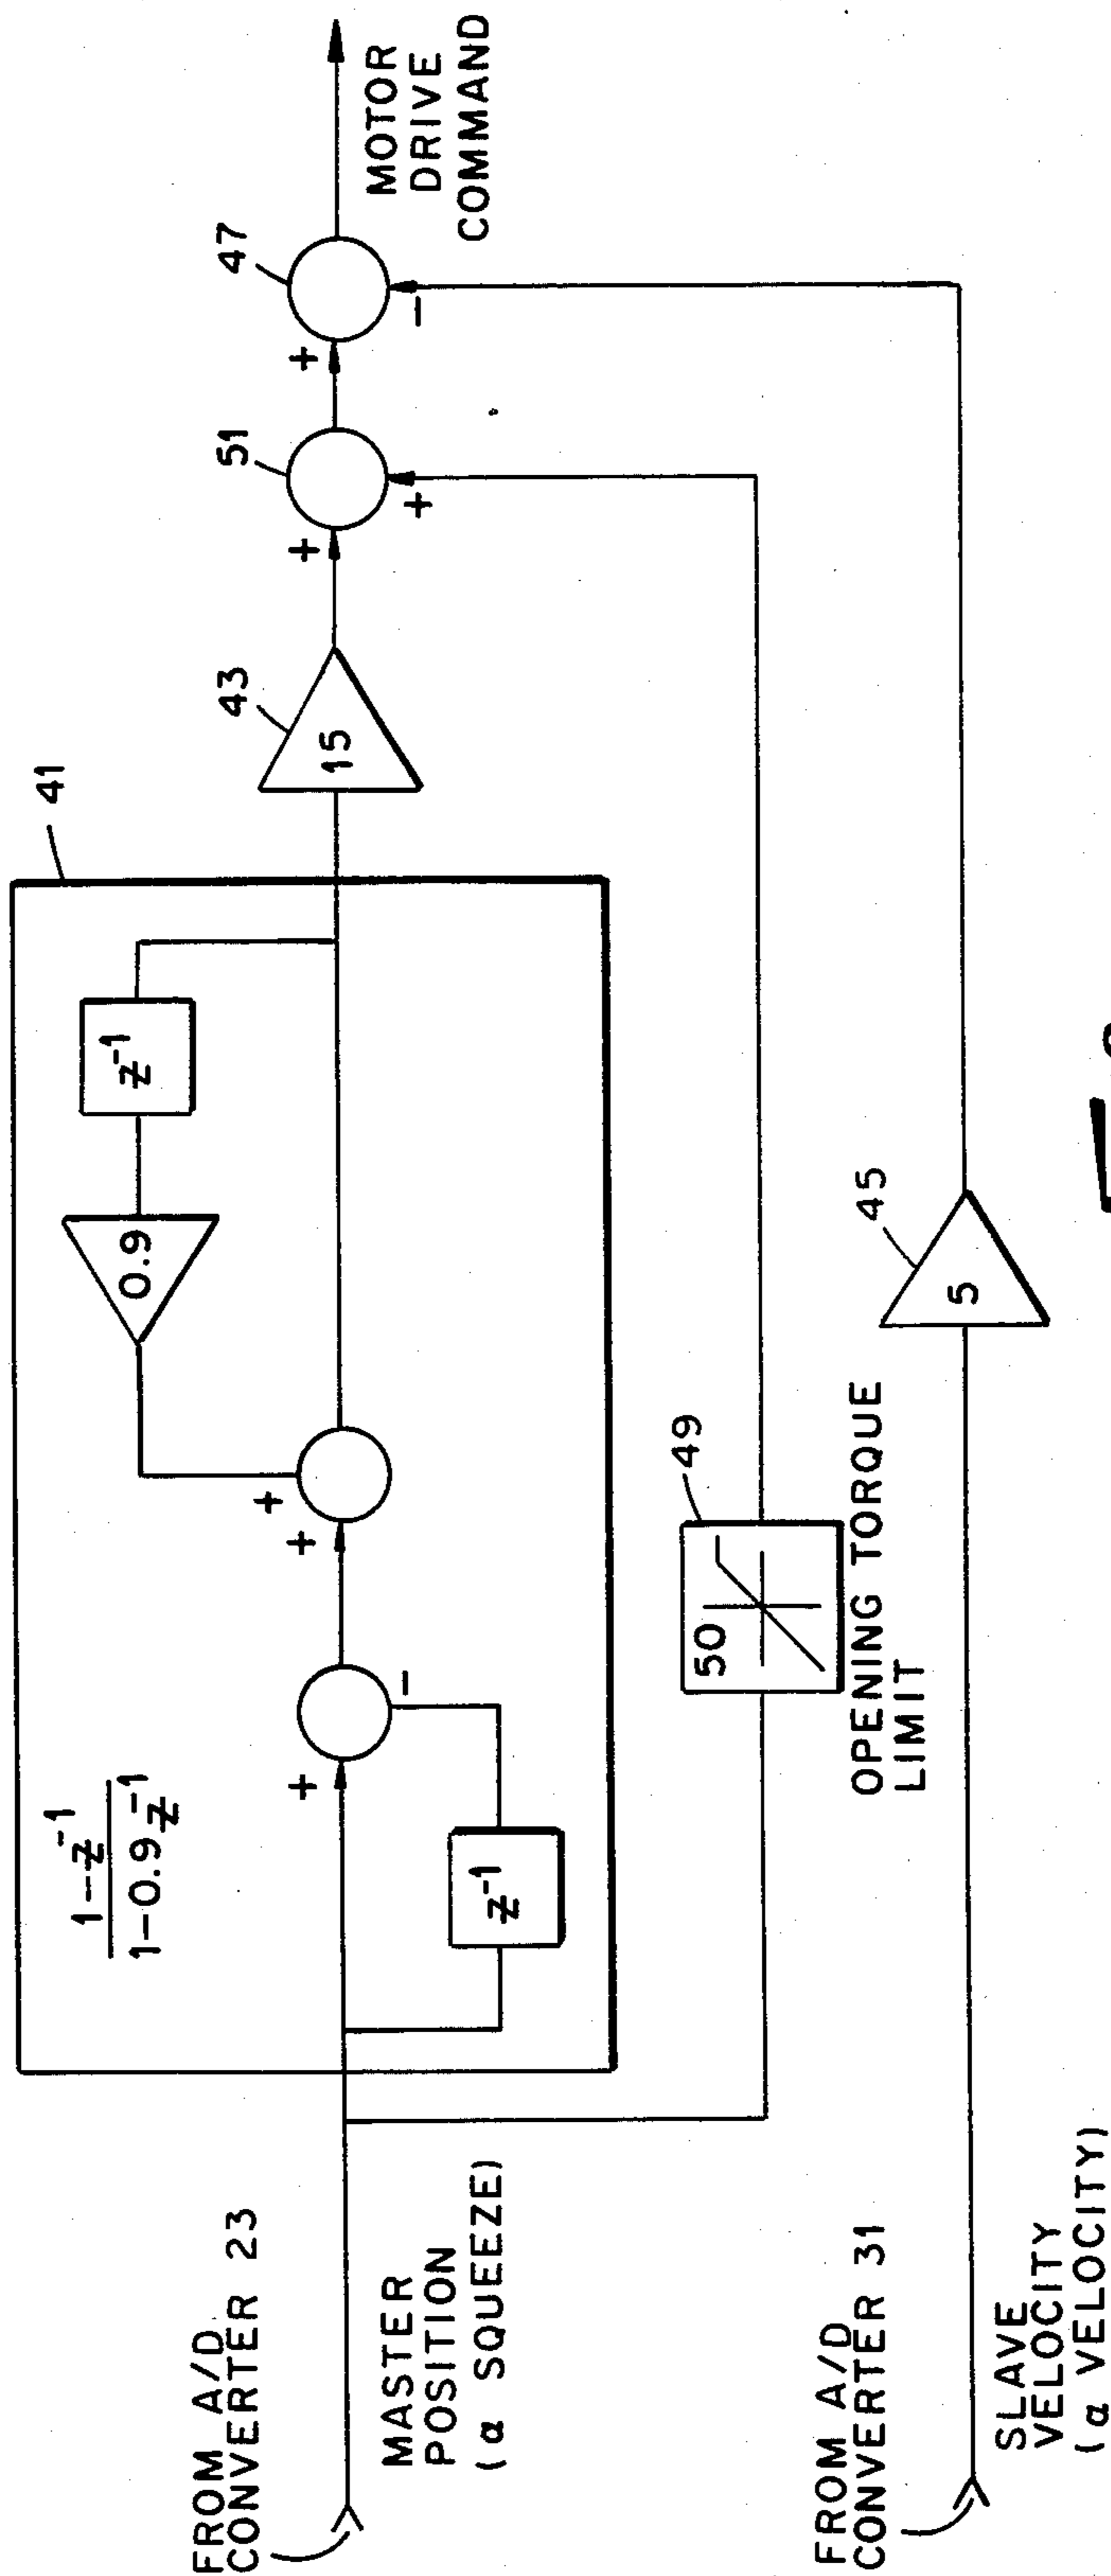 41
1−z⁻¹
1−0.9z⁻¹
z⁻¹
0.9
z⁻¹
+
−
+
+
43
15
51
+
+
47
+
−
MOTOR
DRIVE
COMMAND
FROM A/D
CONVERTER 23
MASTER
POSITION
(α SQUEEZE)
49
50
OPENING TORQUE
LIMIT
45
5
FROM A/D
CONVERTER 31
SLAVE
VELOCITY
(α VELOCITY)